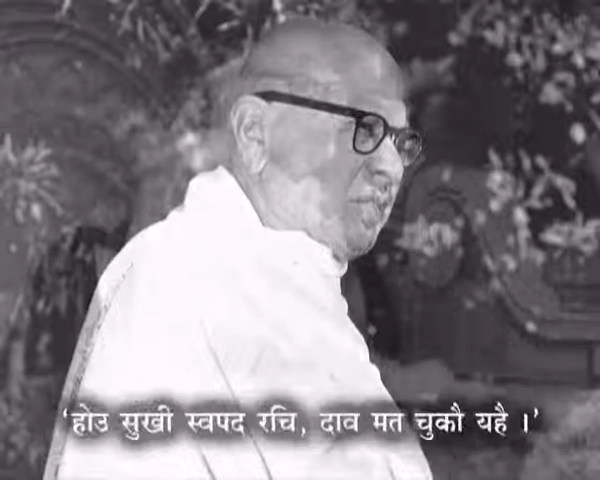 ‘होउ सुखी स्वपद रचि, दाव मत चुकौ यहै ।’